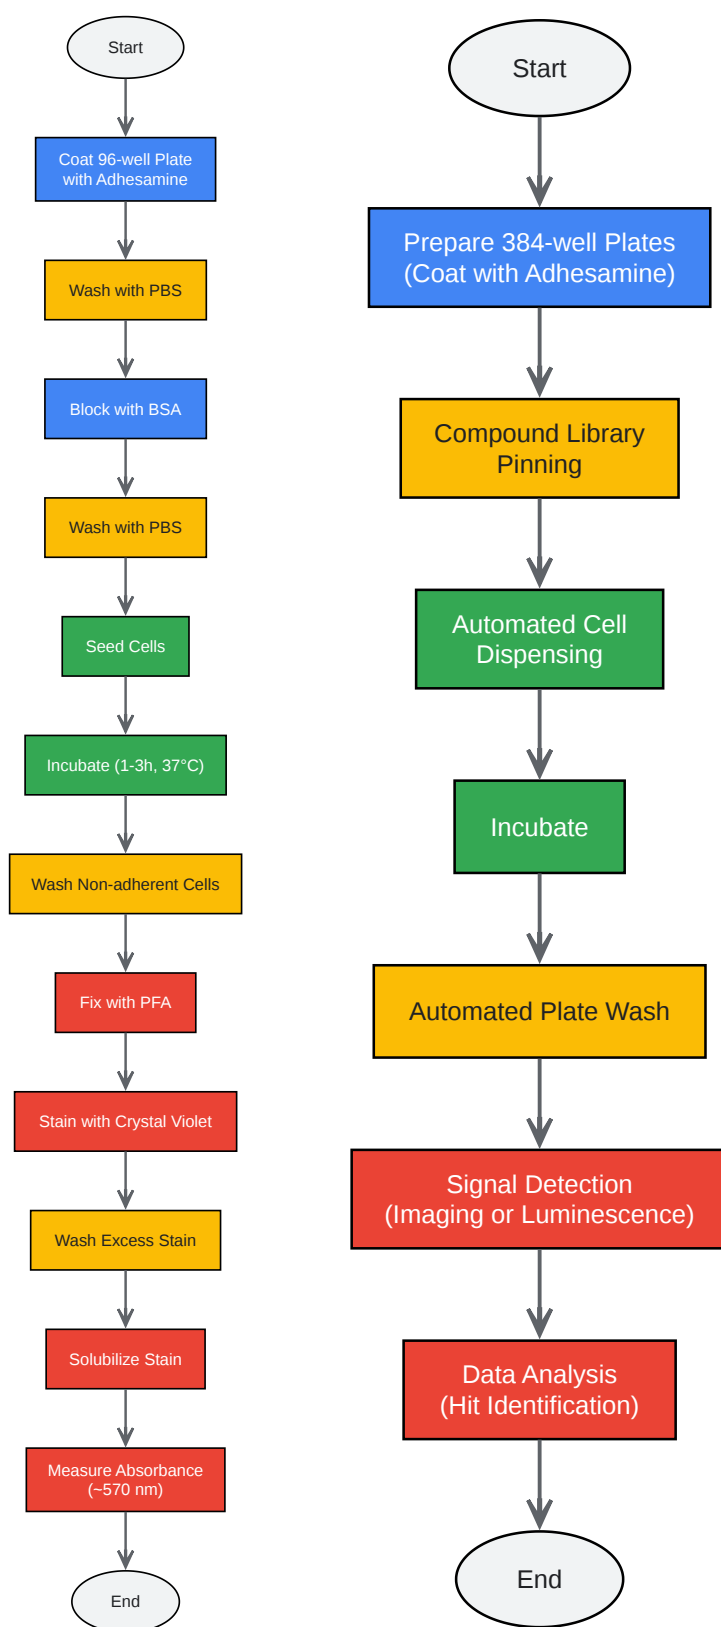 Start
Coat 96-well Plate
with Adhesamine
Wash with PBS
Block with BSA
Wash with PBS
Seed Cells
Incubate (1-3h, 37°C)
Wash Non-adherent Cells
Fix with PFA
Stain with Crystal Violet
Wash Excess Stain
Solubilize Stain
Measure Absorbance
(~570 nm)
End
Start
Prepare 384-well Plates
(Coat with Adhesamine)
Compound Library
Pinning
Automated Cell
Dispensing
Incubate
Automated Plate Wash
Signal Detection
(Imaging or Luminescence)
Data Analysis
(Hit Identification)
End